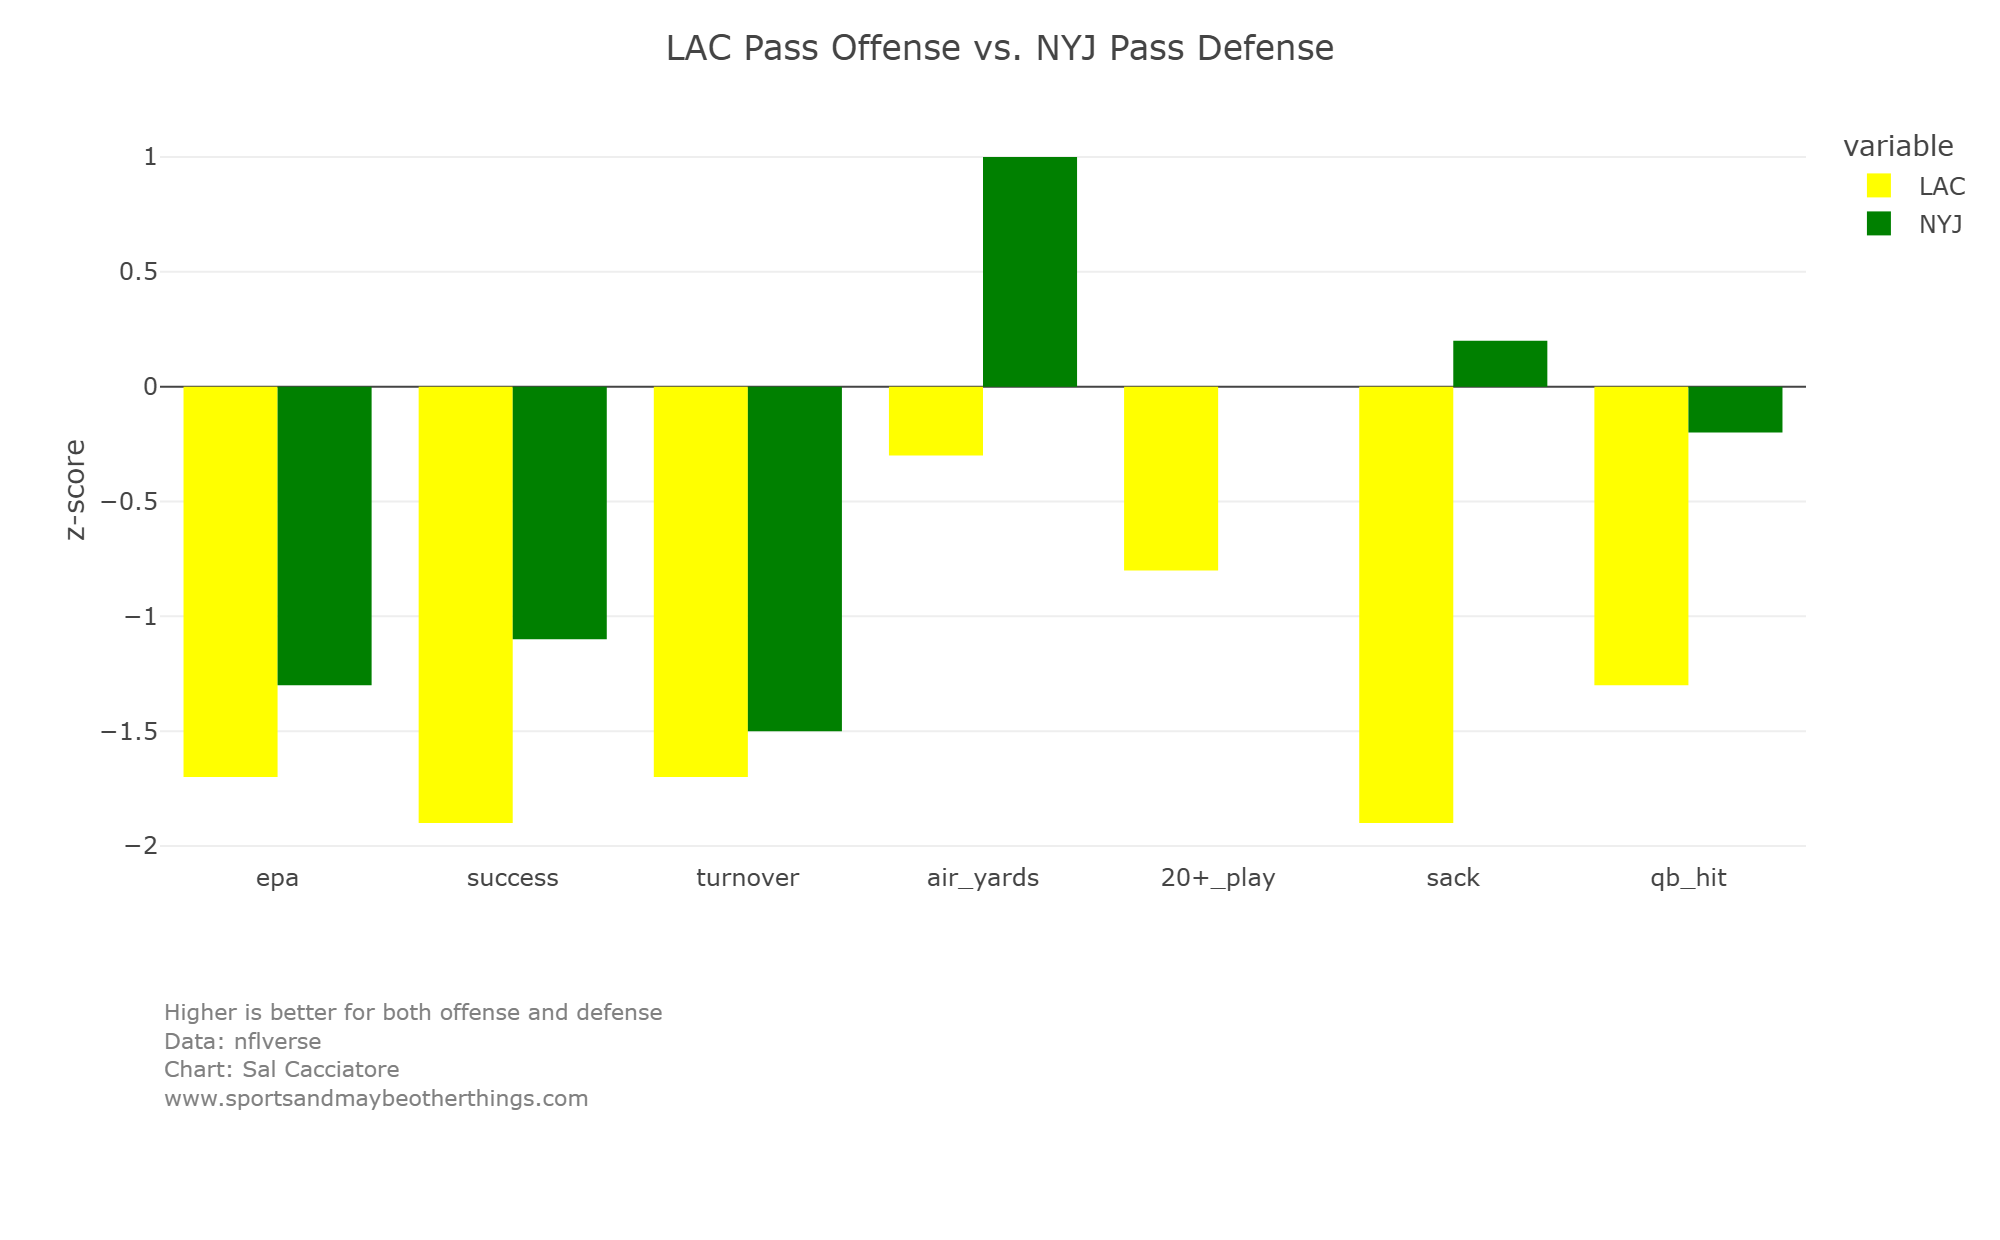 LAC Pass Offense vs. NYJ Pass Defense
variable
LAC
NYJ
z-score
1
0.5
0
−0.5
−1
−1.5
−2
epa
success
turnover
air_yards
20+_play
sack
qb_hit
Higher is better for both offense and defense
Data: nflverse
Chart: Sal Cacciatore
www.sportsandmaybeotherthings.com